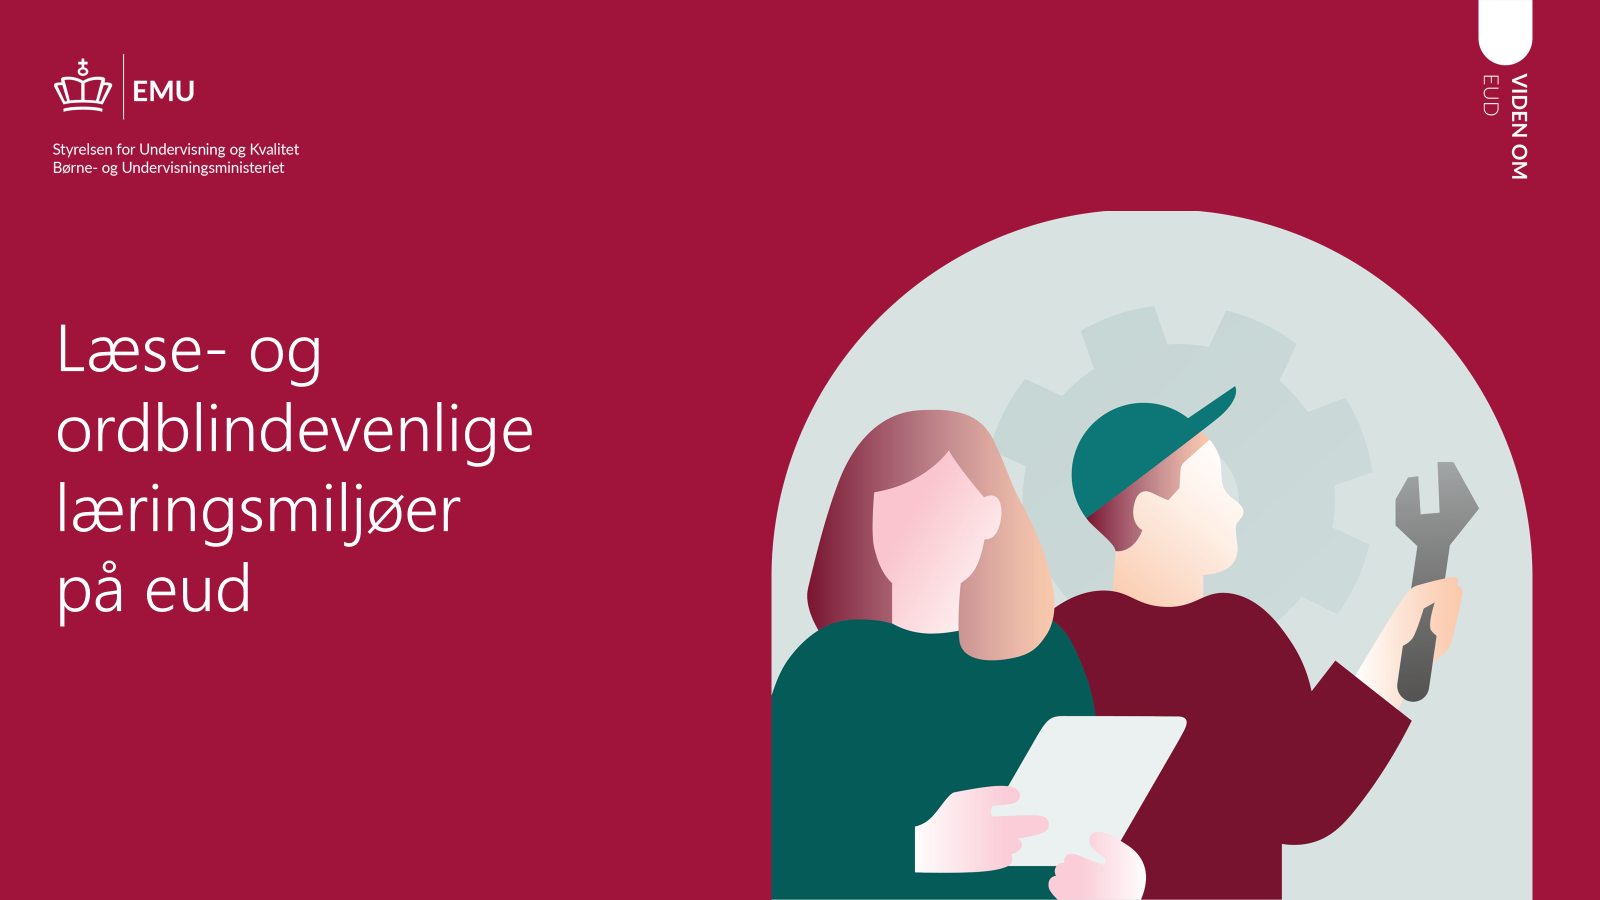 EMU
Styrelsen for Undervisning og Kvalitet
Børne- og Undervisningsministeriet
VIDEN OM
EUD
Læse- og
ordblindevenlige
læringsmiljøer
på eud